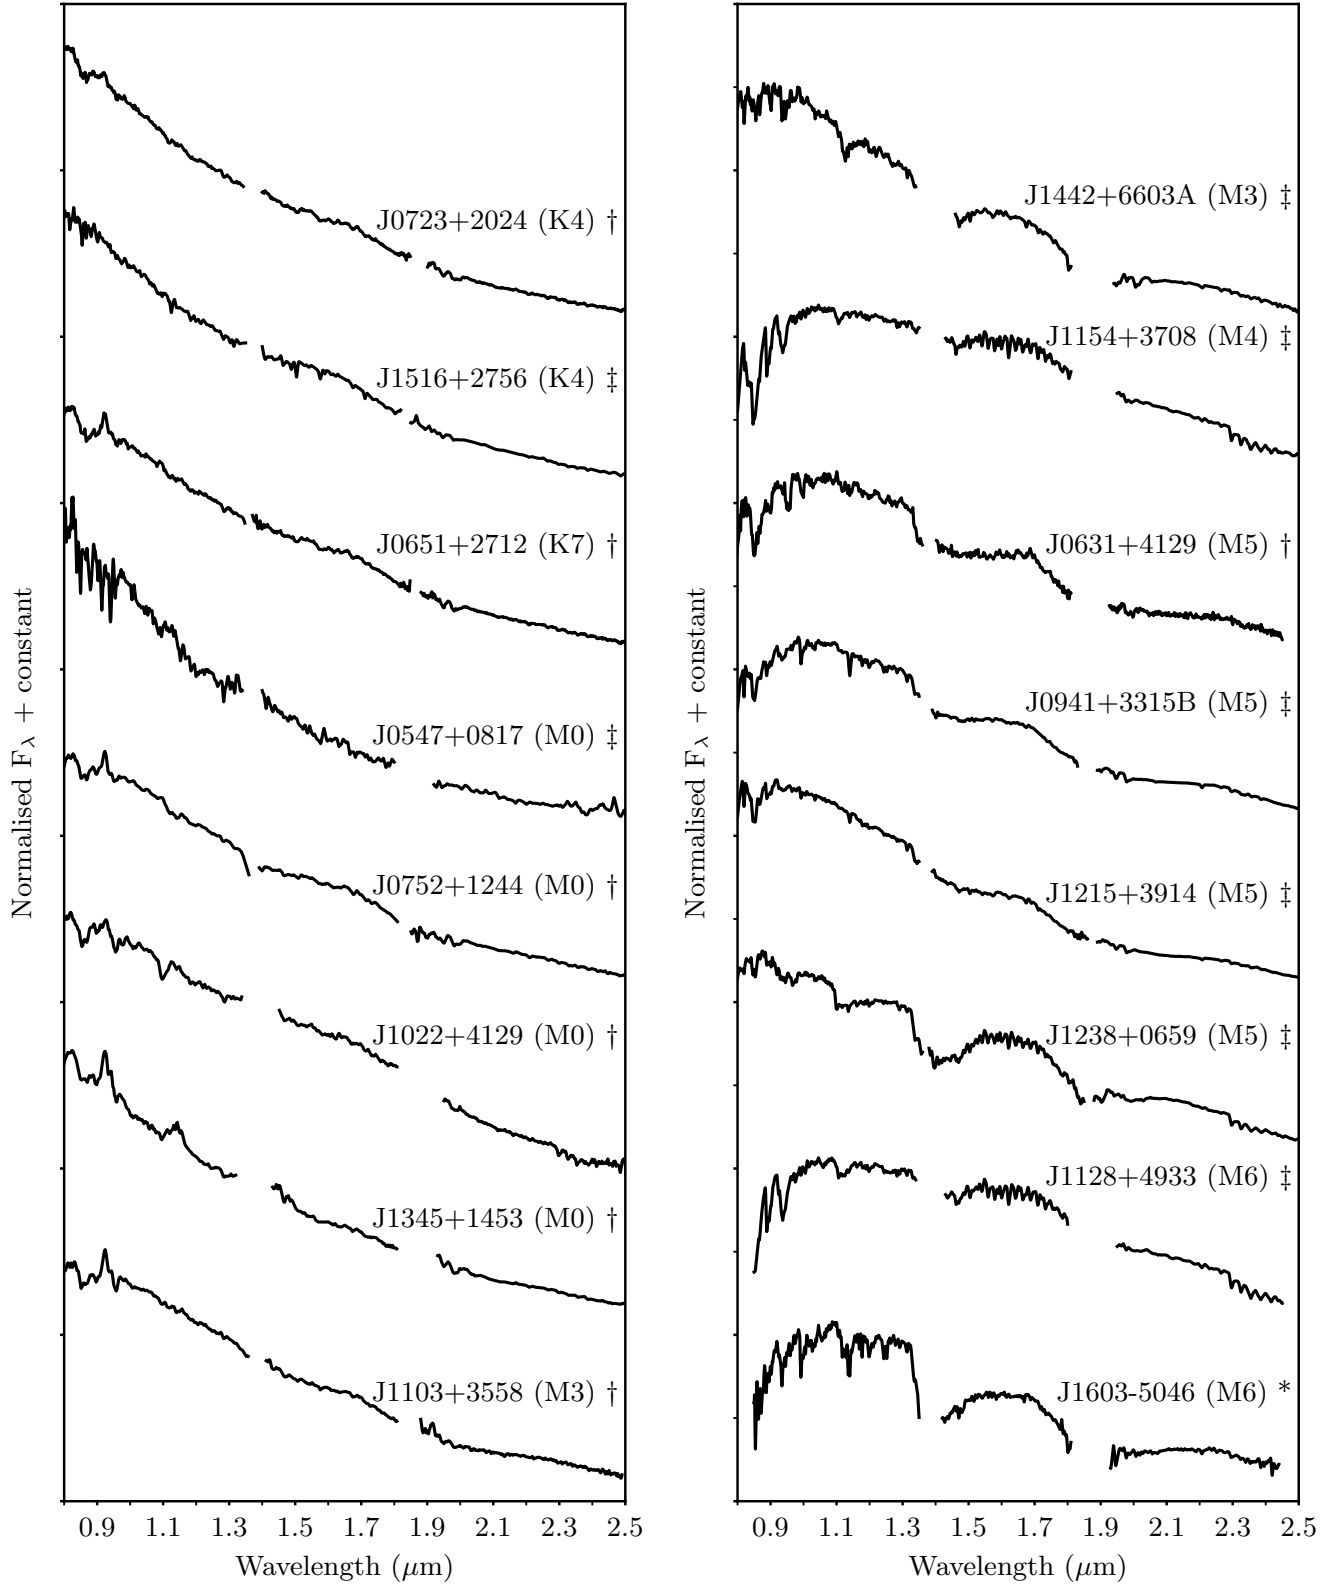 Normalised Fλ + constant
J0723+2024 (K4) †
J1516+2756 (K4) ‡
J0651+2712 (K7) †
J0547+0817 (M0) ‡
J0752+1244 (M0) †
J1022+4129 (M0) †
J1345+1453 (M0) †
J1103+3558 (M3) †
0.9 1.1 1.3 1.5 1.7 1.9 2.1 2.3 2.5
Wavelength (μm)
Normalised Fλ + constant
J1442+6603A (M3) ‡
J1154+3708 (M4) ‡
J0631+4129 (M5) †
J0941+3315B (M5) ‡
J1215+3914 (M5) ‡
J1238+0659 (M5) ‡
J1128+4933 (M6) ‡
J1603-5046 (M6) *
0.9 1.1 1.3 1.5 1.7 1.9 2.1 2.3 2.5
Wavelength (μm)